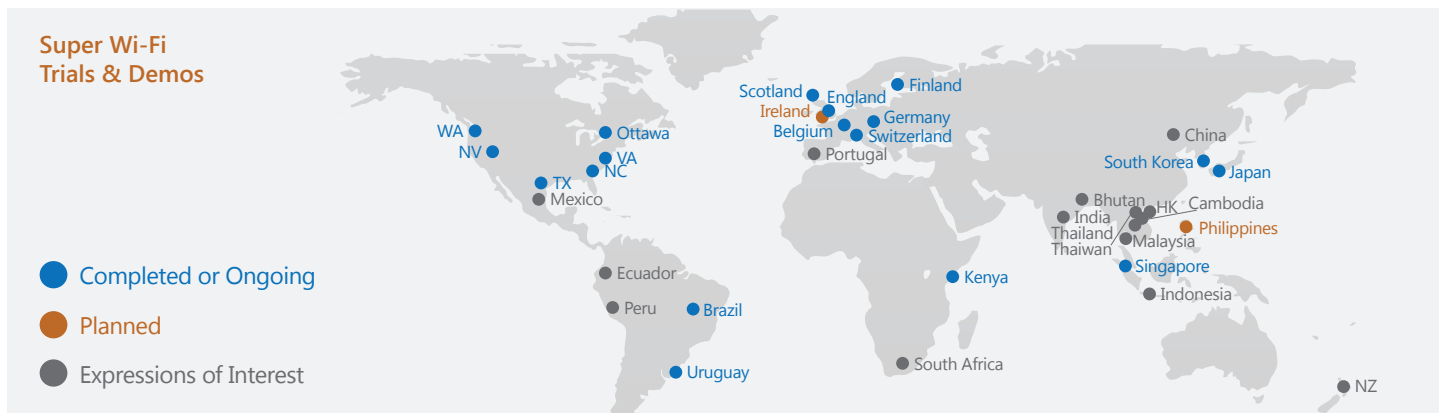 Super Wi-Fi
Trials & Demos
Scotland
England
Finland
Ireland
Belgium
Germany
Switzerland
Portugal
WA
NV
Ottawa
VA
NC
TX
Mexico
China
South Korea
Japan
Bhutan
HK
Cambodia
India
Thailand
Thaiwan
Philippines
Malaysia
Singapore
Indonesia
Kenya
Ecuador
Peru
Brazil
Uruguay
South Africa
NZ
Completed or Ongoing
Planned
Expressions of Interest